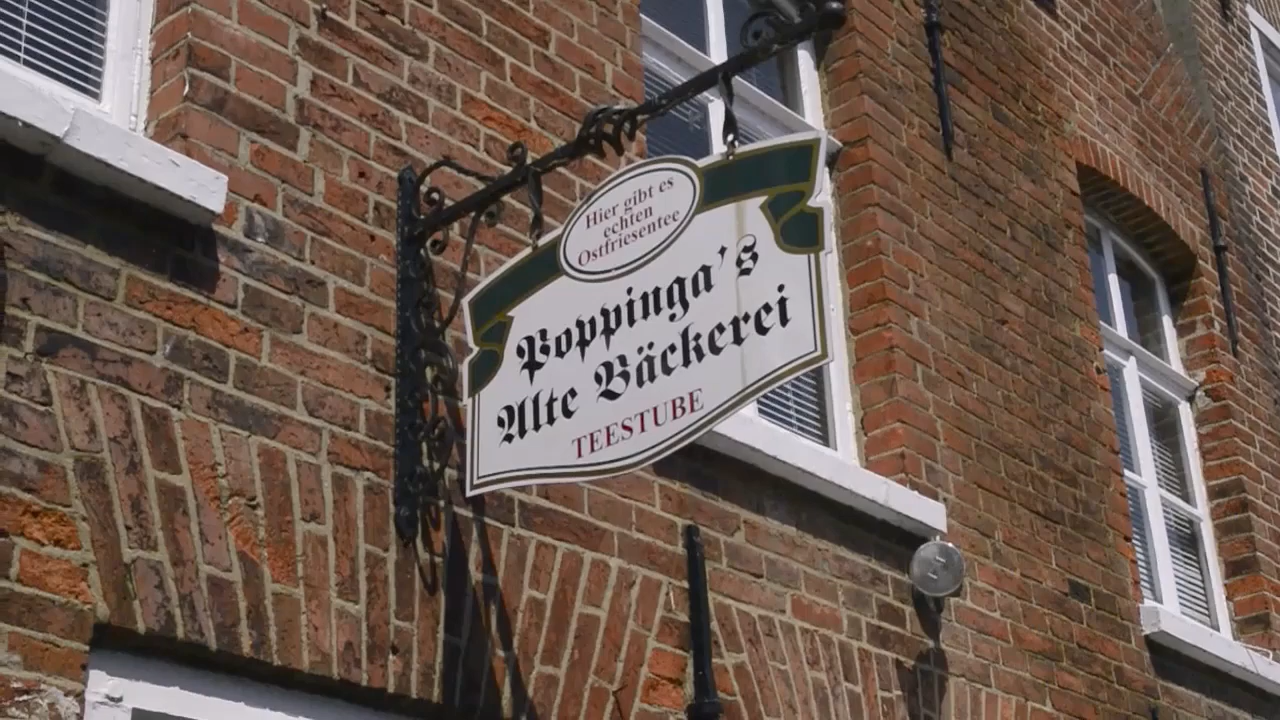 Hier gibt es
echten
Ostfriesentee
Poppinga's
Alte Bäckerei
TEESTUBE